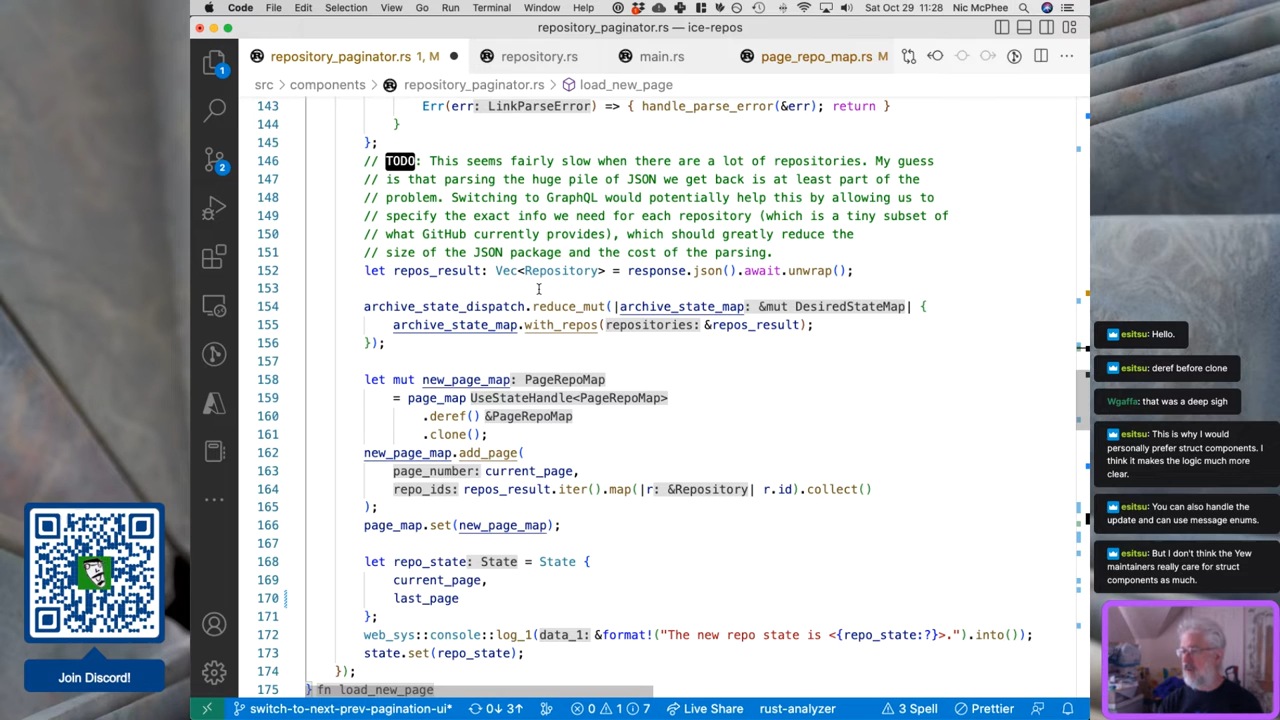 Code File Edit Selection View Go Run Terminal Window Help Sat Oct 29 11:28 Nic McPhee
repository_paginator.rs — ice-repos
repository_paginator.rs 1, M repository.rs main.rs page_repo_map.rs M
src > components > repository_paginator.rs > load_new_page
143 Err(err: LinkParseError) => { handle_parse_error(&err); return }
144 }
145 };
146 // TODO: This seems fairly slow when there are a lot of repositories. My guess
147 // is that parsing the huge pile of JSON we get back is at least part of the
148 // problem. Switching to GraphQL would potentially help this by allowing us to
149 // specify the exact info we need for each repository (which is a tiny subset of
150 // what GitHub currently provides), which should greatly reduce the
151 // size of the JSON package and the cost of the parsing.
152 let repos_result: Vec<Repository> = response.json().await.unwrap();
153
154 archive_state_dispatch.reduce_mut(|archive_state_map: &mut DesiredStateMap| {
155 archive_state_map.with_repos(repositories: &repos_result);
156 });
157
158 let mut new_page_map: PageRepoMap
159 = page_map UseStateHandle<PageRepoMap>
160 .deref() &PageRepoMap
161 .clone();
162 new_page_map.add_page(
163 page_number: current_page,
164 repo_ids: repos_result.iter().map(|r: &Repository| r.id).collect()
165 );
166 page_map.set(new_page_map);
167
168 let repo_state: State = State {
169 current_page,
170 last_page
171 };
172 web_sys::console::log_1(data_1: &format!("The new repo state is <{repo_state:?}>.").into());
173 state.set(repo_state);
174 });
175 } fn load_new_page
1
2
switch-to-next-prev-pagination-ui* 0↓ 3↑ 0 1 7 Live Share rust-analyzer 3 Spell Prettier
Join Discord!
esitsu: Hello.
esitsu: deref before clone
Wgaffa: that was a deep sigh
esitsu: This is why I would
personally prefer struct components. I
think it makes the logic much more
clear.
esitsu: You can also handle the
update and can use message enums.
esitsu: But I don't think the Yew
maintainers really care for struct
components as much.